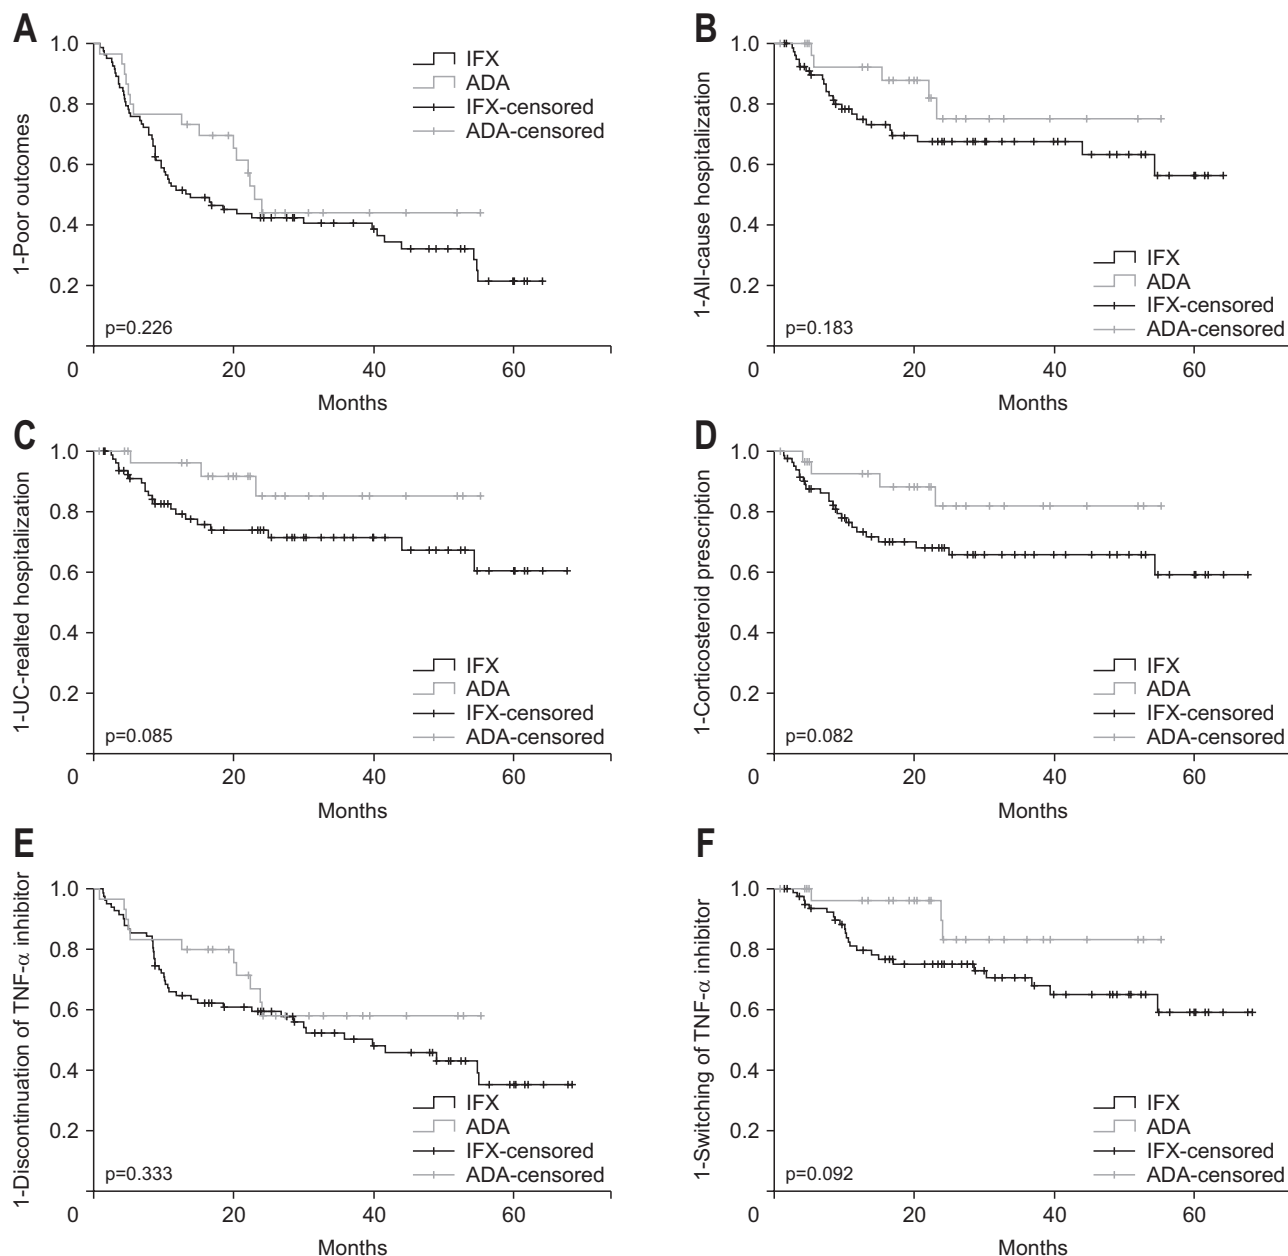 A
1-Poor outcomes
1.0
0.8
0.6
0.4
0.2
IFX
ADA
IFX-censored
ADA-censored
p=0.226
0 20 40 60
Months
B
1-All-cause hospitalization
1.0
0.8
0.6
0.4
0.2
IFX
ADA
IFX-censored
ADA-censored
p=0.183
0 20 40 60
Months
C
1-UC-realted hospitalization
1.0
0.8
0.6
0.4
0.2
IFX
ADA
IFX-censored
ADA-censored
p=0.085
0 20 40 60
Months
D
1-Corticosteroid prescription
1.0
0.8
0.6
0.4
0.2
IFX
ADA
IFX-censored
ADA-censored
p=0.082
0 20 40 60
Months
E
1-Discontinuation of TNF-α inhibitor
1.0
0.8
0.6
0.4
0.2
IFX
ADA
IFX-censored
ADA-censored
p=0.333
0 20 40 60
Months
F
1-Switching of TNF-α inhibitor
1.0
0.8
0.6
0.4
0.2
IFX
ADA
IFX-censored
ADA-censored
p=0.092
0 20 40 60
Months